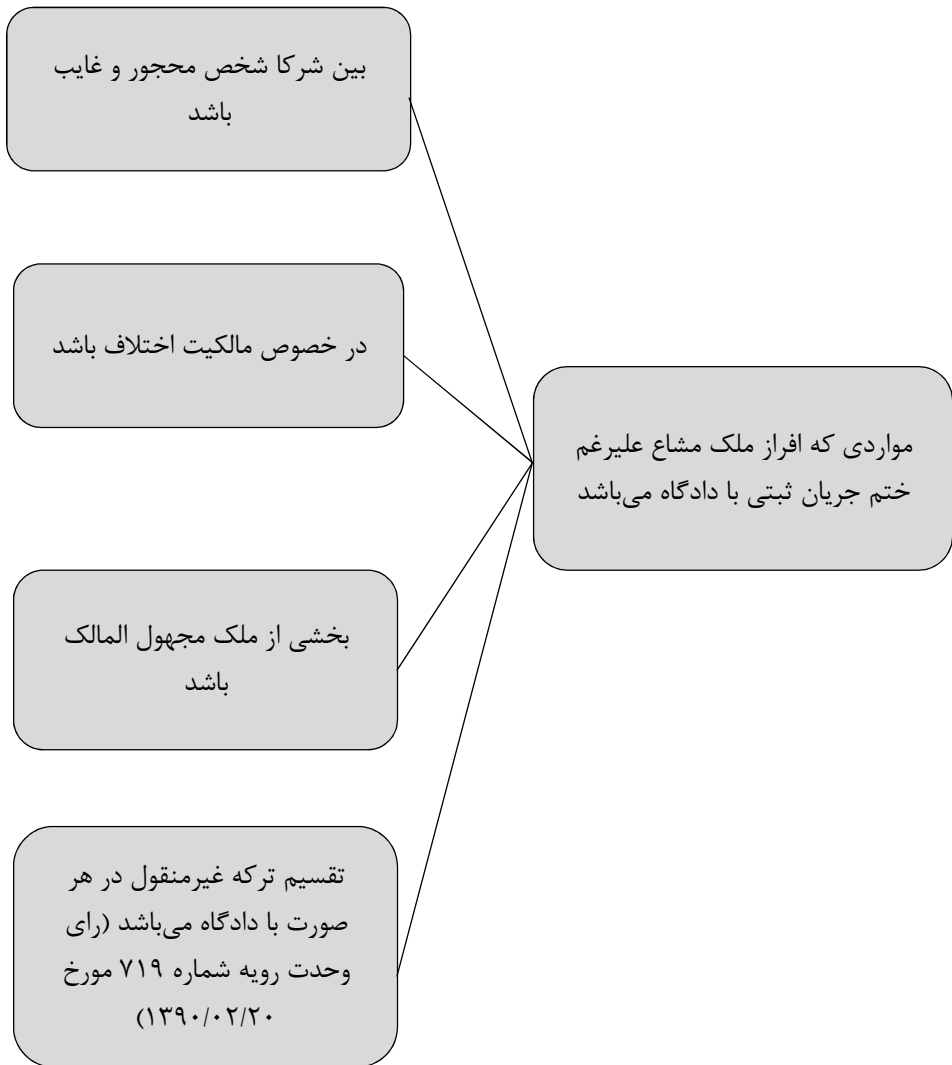 مواردی که افراز ملک مشاع علیرغم
ختم جریان ثبتی با دادگاه می‌باشد
بین شرکا شخص محجور و غایب
باشد
در خصوص مالکیت اختلاف باشد
بخشی از ملک مجهول المالک
باشد
تقسیم ترکه غیرمنقول در هر
صورت با دادگاه می‌باشد (رای
وحدت رویه شماره ۷۱۹ مورخ
۱۳۹۰/۰۲/۲۰)